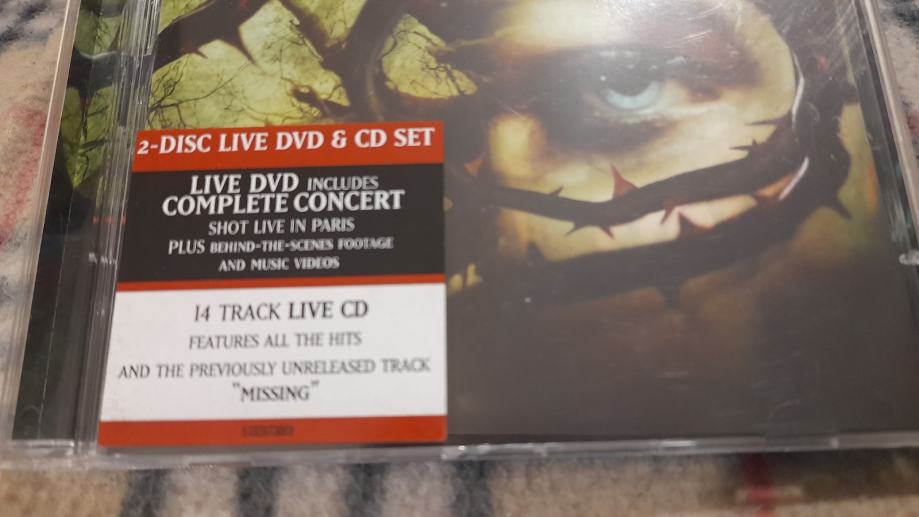 2-DISC LIVE DVD & CD SET
LIVE DVD INCLUDES
COMPLETE CONCERT
SHOT LIVE IN PARIS
PLUS BEHIND-THE-SCENES FOOTAGE
AND MUSIC VIDEOS
14 TRACK LIVE CD
FEATURES ALL THE HITS
AND THE PREVIOUSLY UNRELEASED TRACK
"MISSING"